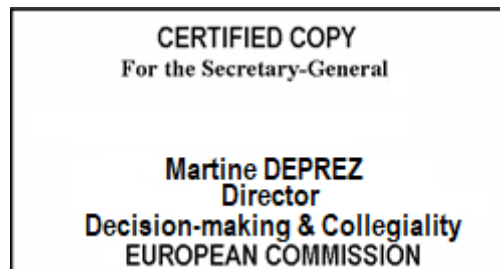 CERTIFIED COPY
For the Secretary-General
Martine DEPREZ
Director
Decision-making & Collegiality
EUROPEAN COMMISSION